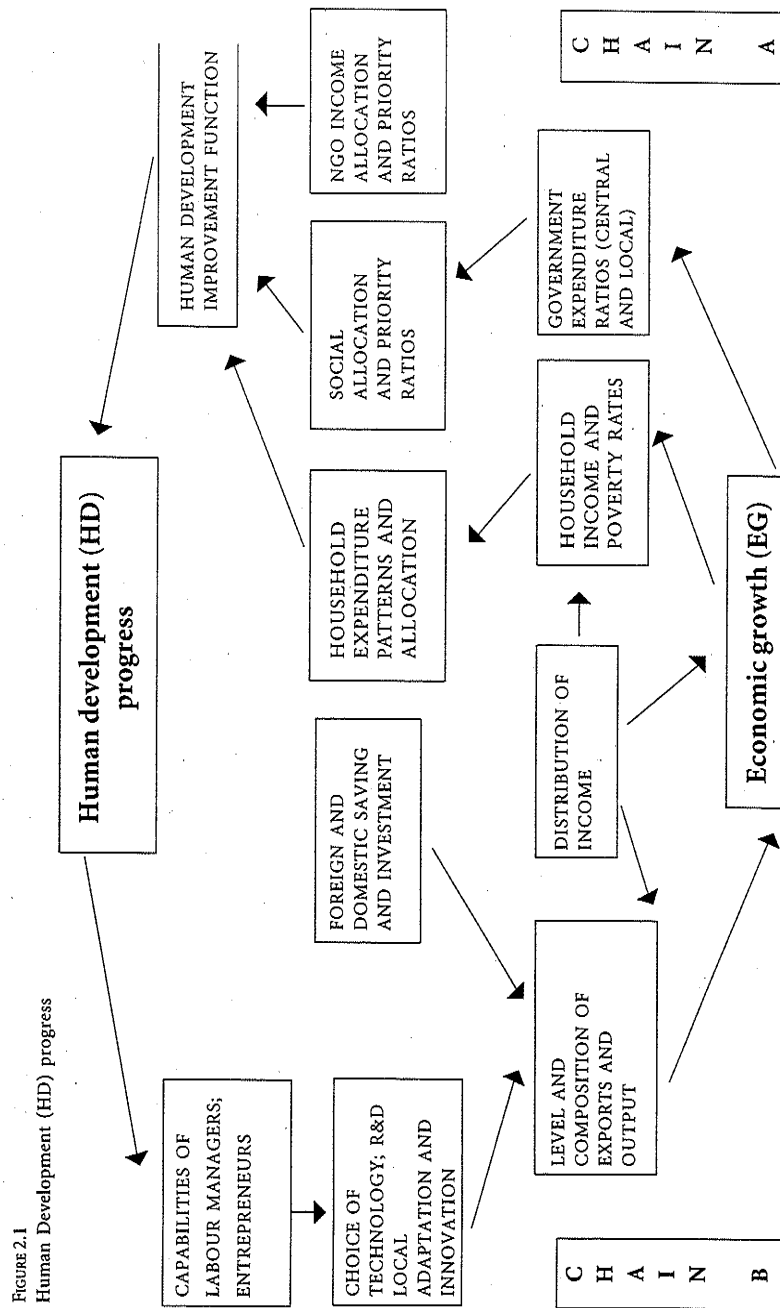 FIGURE 2.1
Human Development (HD) progress
Human development (HD)
progress
CAPABILITIES OF
LABOUR MANAGERS;
ENTREPRENEURS
HUMAN DEVELOPMENT
IMPROVEMENT FUNCTION
CHOICE OF
TECHNOLOGY; R&D
LOCAL
ADAPTATION AND
INNOVATION
FOREIGN AND
DOMESTIC SAVING
AND INVESTMENT
HOUSEHOLD
EXPENDITURE
PATTERNS AND
ALLOCATION
SOCIAL
ALLOCATION
AND PRIORITY
RATIOS
NGO INCOME
ALLOCATION
AND PRIORITY
RATIOS
LEVEL AND
COMPOSITION OF
EXPORTS AND
OUTPUT
DISTRIBUTION OF
INCOME
HOUSEHOLD
INCOME AND
POVERTY RATES
GOVERNMENT
EXPENDITURE
RATIOS (CENTRAL
AND LOCAL)
C
H
A
I
N
B
Economic growth (EG)
C
H
A
I
N
A